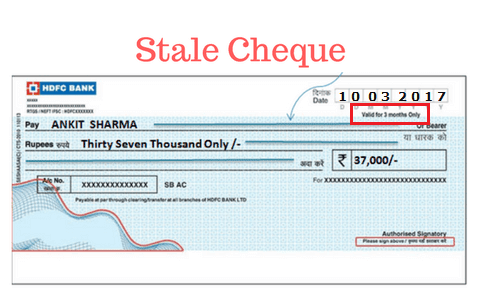 Stale Cheque
HDFC BANK
XXXXX
RTGS / NEFT IFSC : HDFCXXXXXXX
दिनांक
Date 1 0 0 3 2 0 1 7
D D M M Y Y Y Y
Valid for 3 months Only
Pay ANKIT SHARMA Or Bearer
या धारक को
Rupees रुपये Thirty Seven Thousand Only /-
अदा करें ₹ 37,000/-
A/c No. XXXXXXXXXXXXXX SB AC
For XXXXXXXXXXXXXXXXXXXXXXXXXX
Payable at par through clearing/transfer at all branches of HDFC BANK LTD
Authorised Signatory
Please sign above /